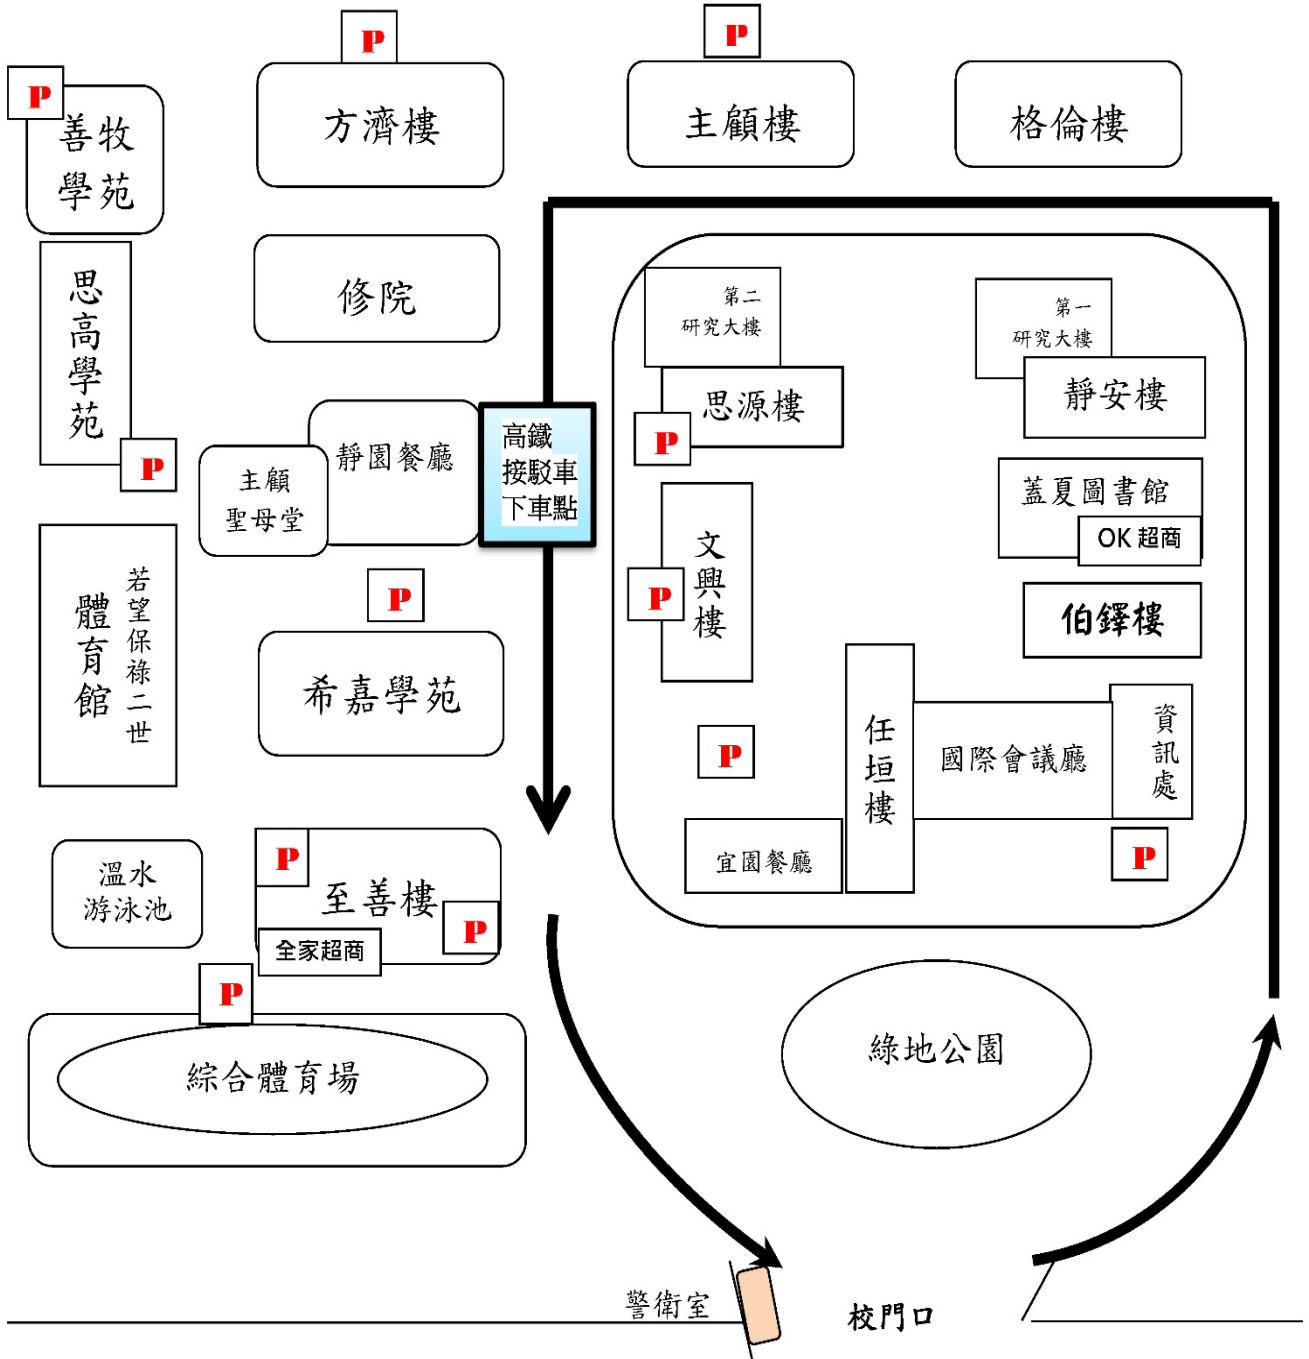 P
P
P
善牧
學苑
方濟樓
主顧樓
格倫樓
思高學苑
P
修院
第二
研究大樓
思源樓
P
第一
研究大樓
靜安樓
靜園餐廳
高鐵
接駁車
下車點
主顧
聖母堂
蓋夏圖書館
OK 超商
文興樓
P
伯鐸樓
若望保祿二世
體育館
P
希嘉學苑
P
任垣樓
國際會議廳
資訊處
P
宜園餐廳
溫水
游泳池
P
至善樓
P
全家超商
P
綜合體育場
綠地公園
警衛室
校門口